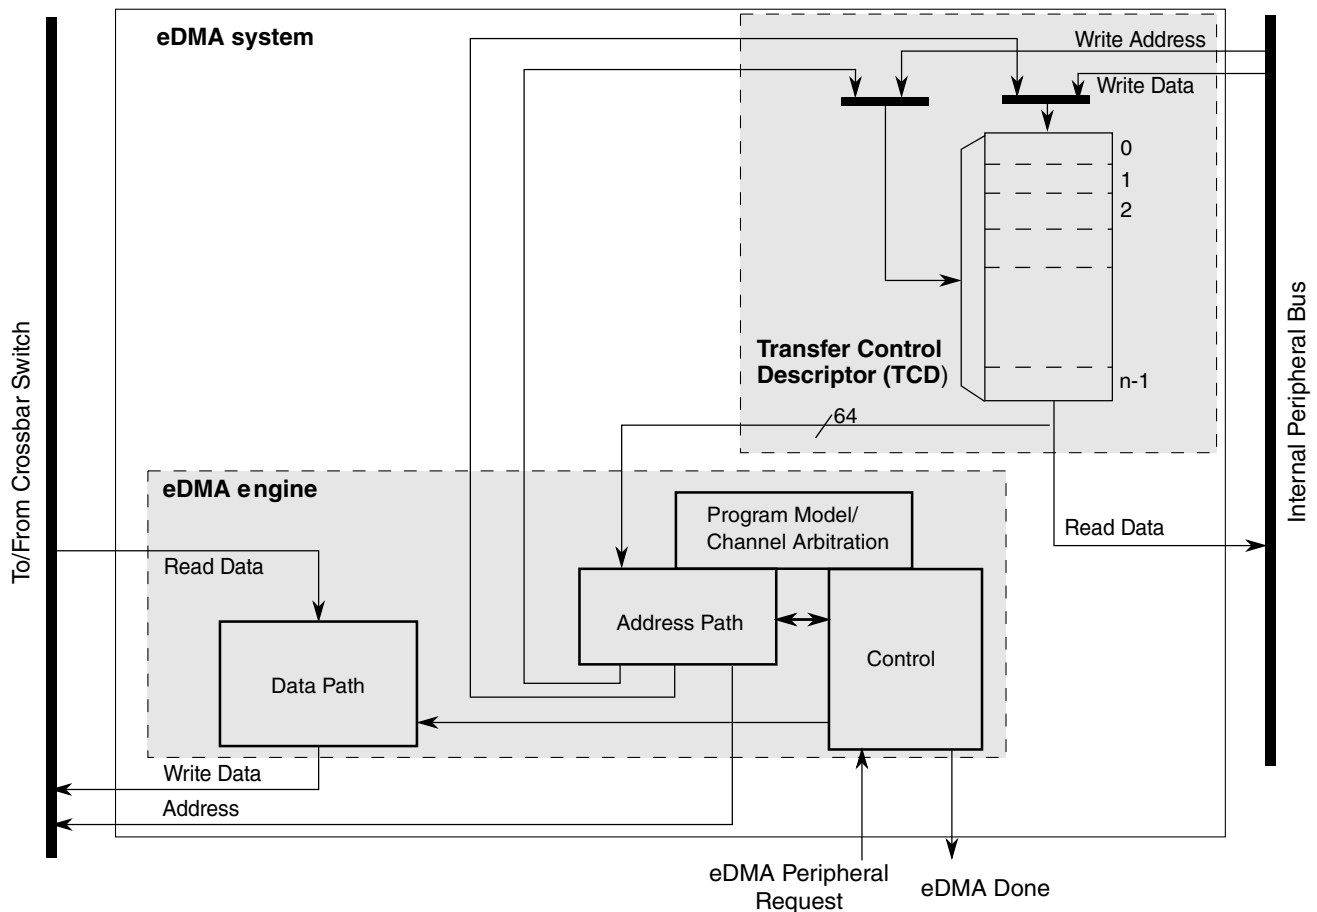 eDMA system
Write Address
Write Data
0
1
2
n-1
Transfer Control
Descriptor (TCD)
64
To/From Crossbar Switch
Internal Peripheral Bus
eDMA engine
Program Model/
Channel Arbitration
Read Data
Read Data
Address Path
Control
Data Path
Write Data
Address
eDMA Peripheral
Request
eDMA Done